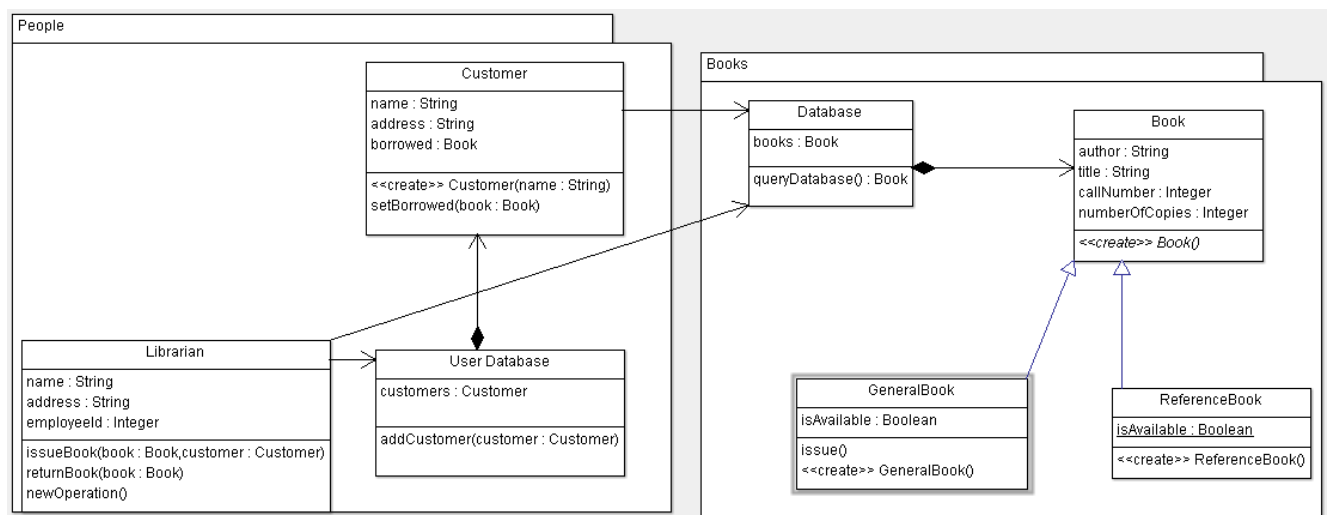 People
Customer
name : String
address : String
borrowed : Book
<<create>> Customer(name : String)
setBorrowed(book : Book)
Librarian
name : String
address : String
employeeId : Integer
issueBook(book : Book,customer : Customer)
returnBook(book : Book)
newOperation()
User Database
customers : Customer
addCustomer(customer : Customer)
Books
Database
books : Book
queryDatabase() : Book
Book
author : String
title : String
callNumber : Integer
numberOfCopies : Integer
<<create>> Book()
GeneralBook
isAvailable : Boolean
issue()
<<create>> GeneralBook()
ReferenceBook
isAvailable : Boolean
<<create>> ReferenceBook()